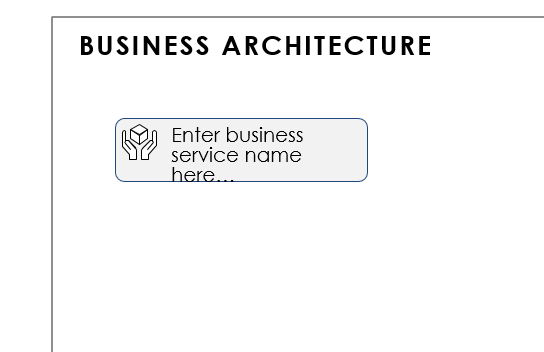 BUSINESS ARCHITECTURE
Enter business
service name
here...